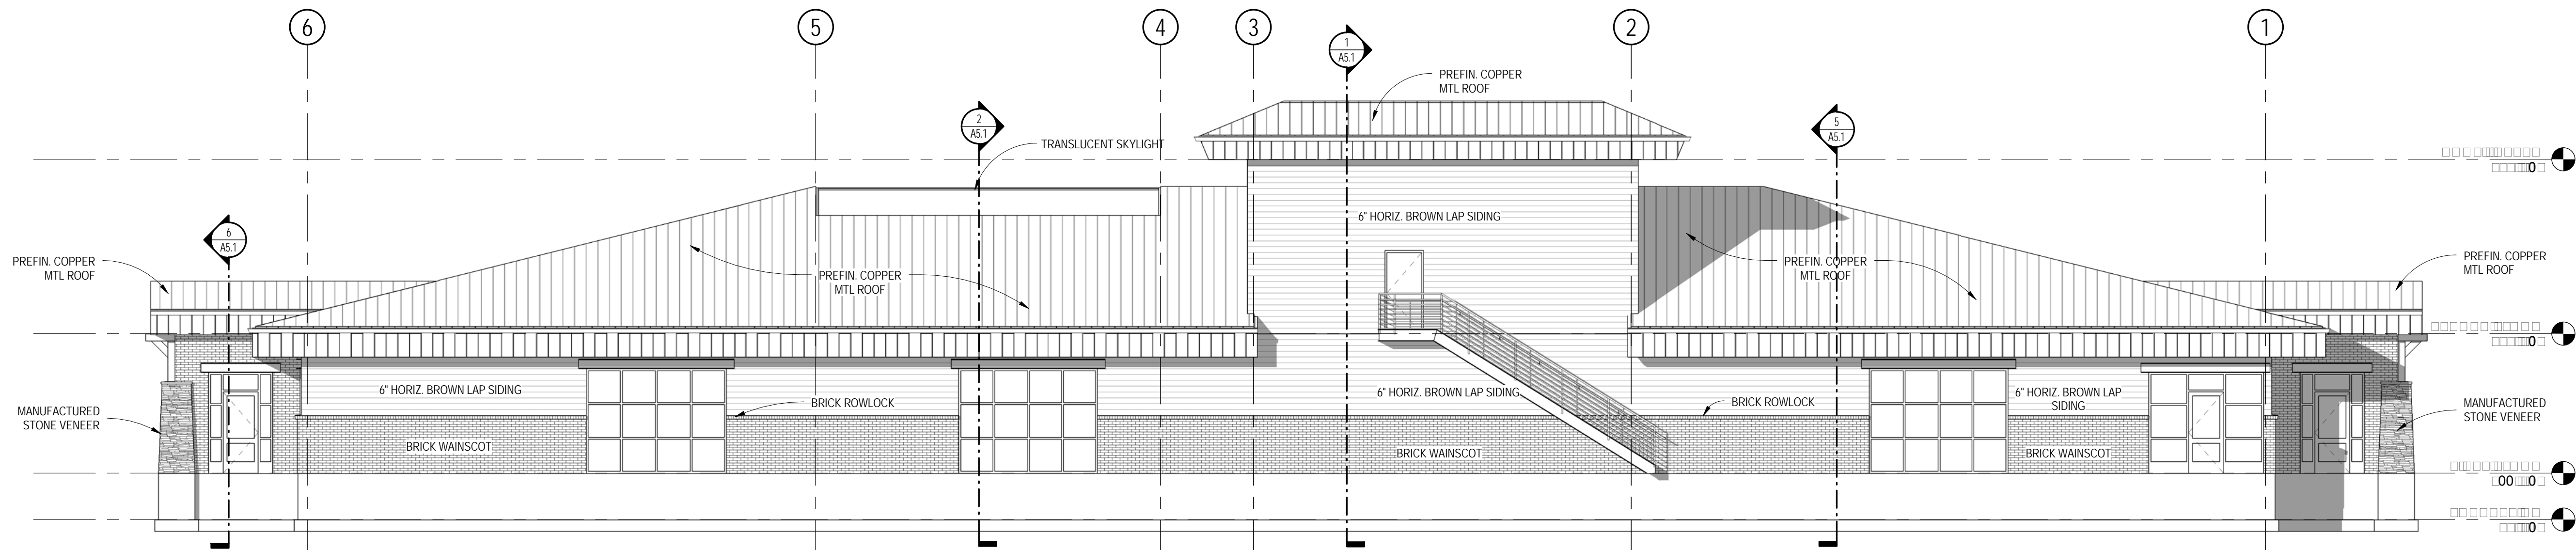 6
5
4
3
2
1
1
A5.1
PREFIN. COPPER
MTL ROOF
2
A5.1
5
A5.1
TRANSLUCENT SKYLIGHT
6" HORIZ. BROWN LAP SIDING
6
A5.1
PREFIN. COPPER
MTL ROOF
PREFIN. COPPER
MTL ROOF
PREFIN. COPPER
MTL ROOF
PREFIN. COPPER
MTL ROOF
6" HORIZ. BROWN LAP SIDING
6" HORIZ. BROWN LAP SIDING
6" HORIZ. BROWN LAP
SIDING
BRICK ROWLOCK
BRICK ROWLOCK
MANUFACTURED
STONE VENEER
MANUFACTURED
STONE VENEER
BRICK WAINSCOT
BRICK WAINSCOT
BRICK WAINSCOT